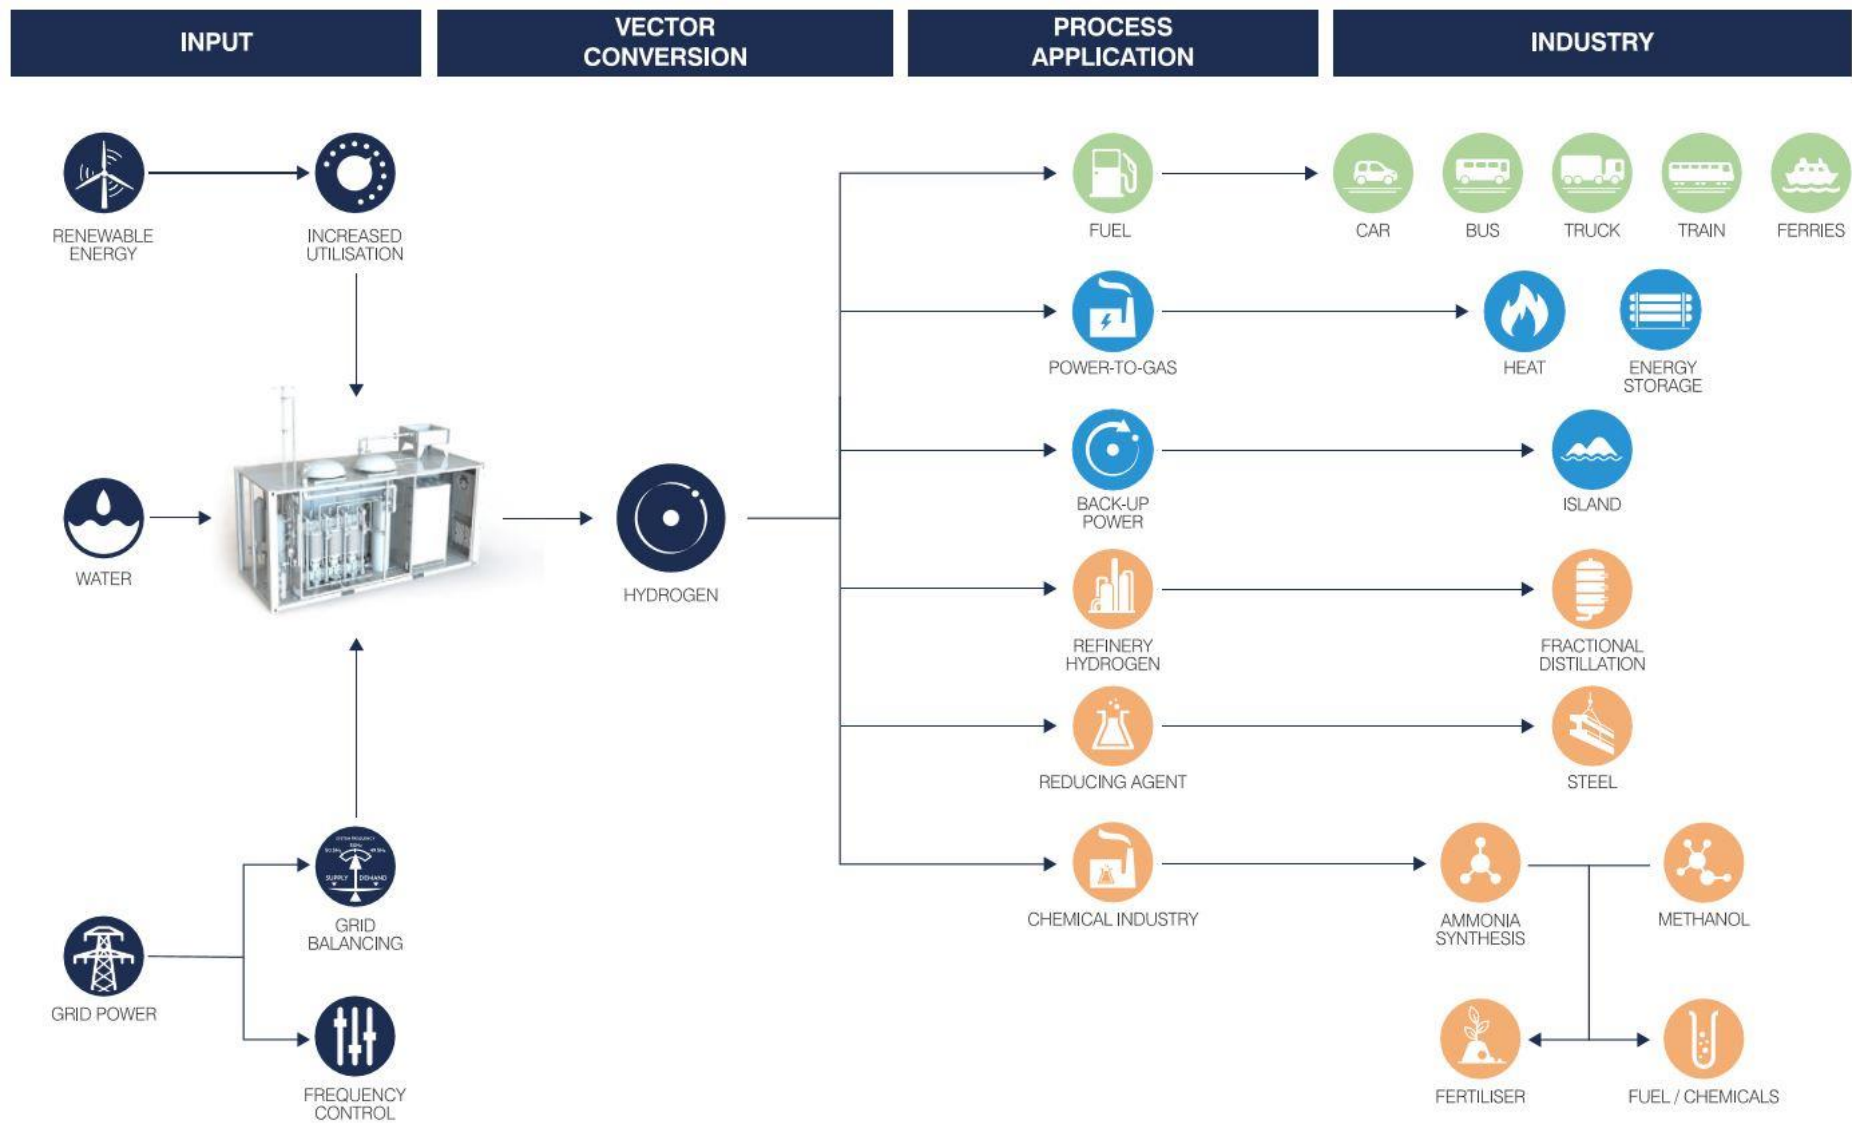 INPUT
VECTOR
CONVERSION
PROCESS
APPLICATION
INDUSTRY
RENEWABLE
ENERGY
INCREASED
UTILISATION
FUEL
CAR
BUS
TRUCK
TRAIN
FERRIES
POWER-TO-GAS
HEAT
ENERGY
STORAGE
WATER
HYDROGEN
BACK-UP
POWER
ISLAND
REFINERY
HYDROGEN
FRACTIONAL
DISTILLATION
REDUCING AGENT
STEEL
SUPPLY
DEMAND
GRID
BALANCING
CHEMICAL INDUSTRY
AMMONIA
SYNTHESIS
METHANOL
GRID POWER
FREQUENCY
CONTROL
FERTILISER
FUEL / CHEMICALS